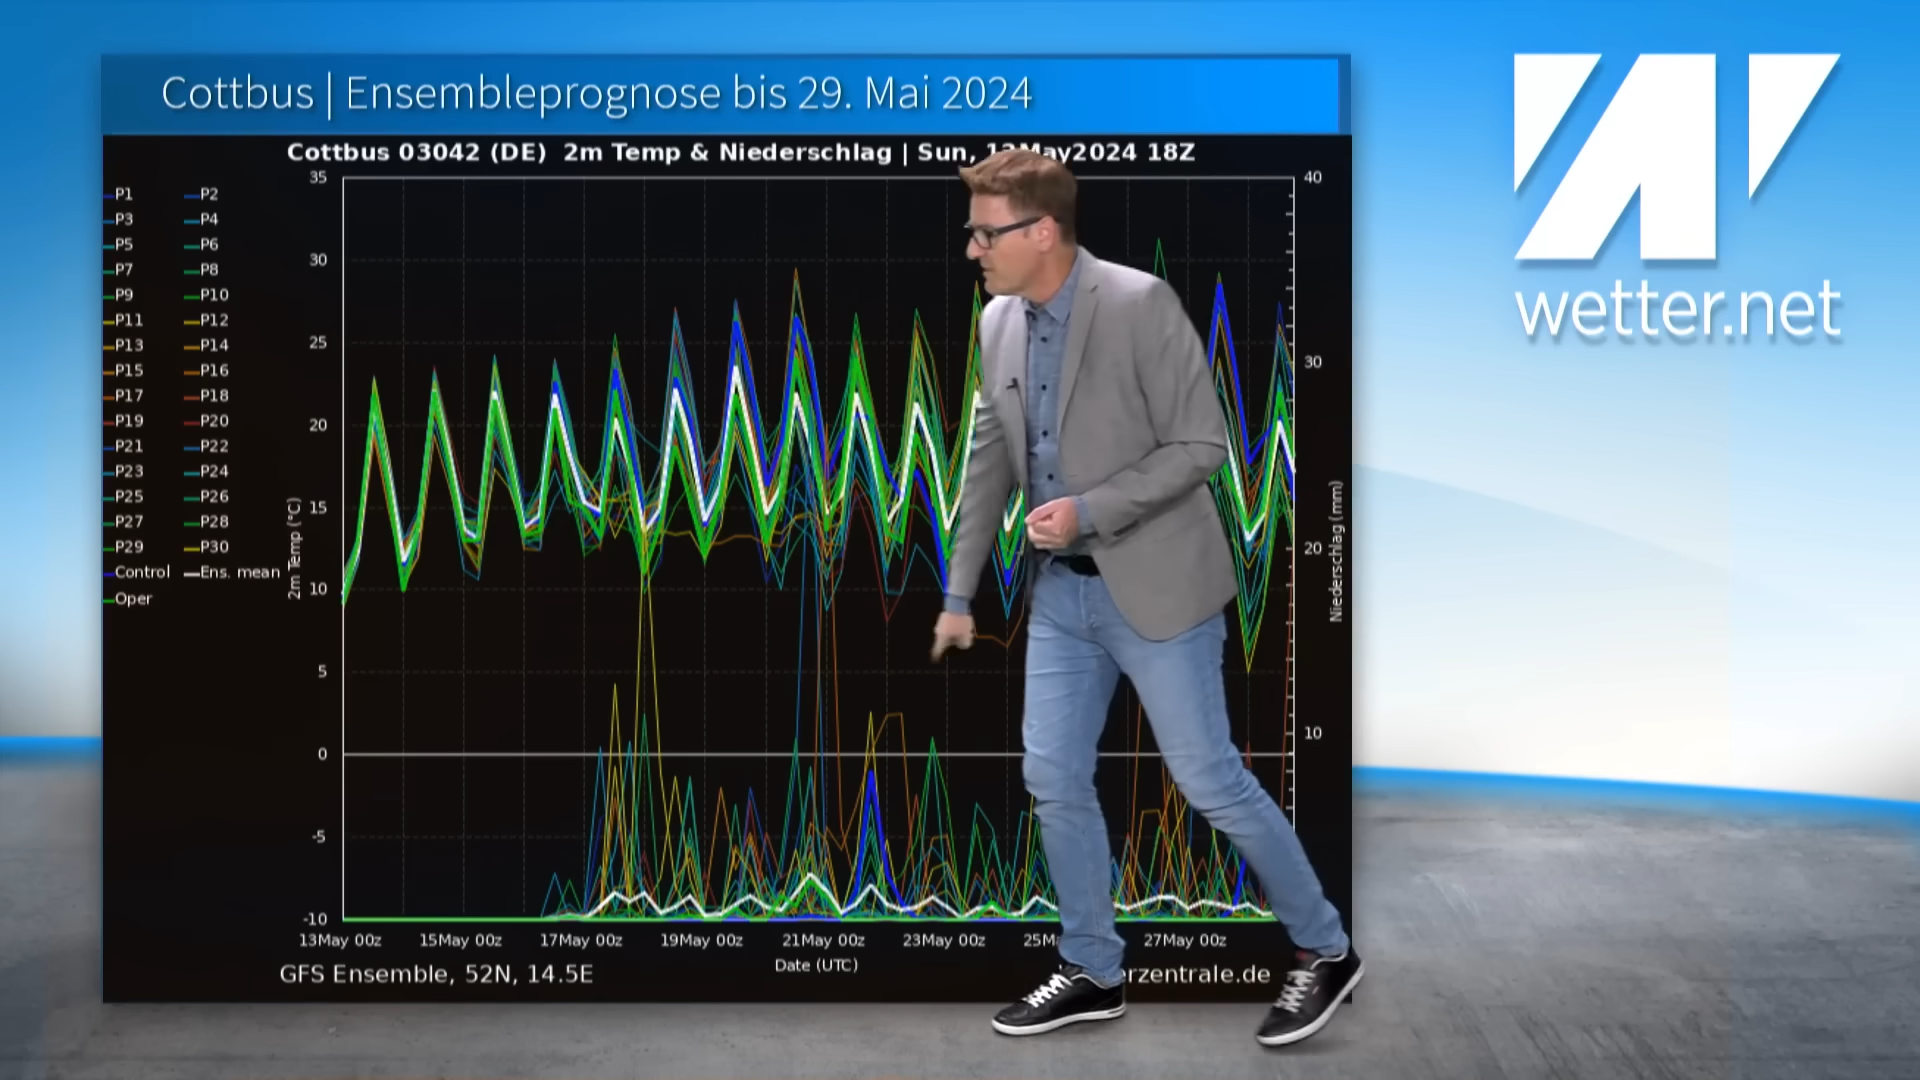 Cottbus | Ensembleprognose bis 29. Mai 2024
Cottbus 03042 (DE) 2m Temp & Niederschlag | Sun, 12May2024 18Z
P1 P2
P3 P4
P5 P6
P7 P8
P9 P10
P11 P12
P13 P14
P15 P16
P17 P18
P19 P20
P21 P22
P23 P24
P25 P26
P27 P28
P29 P30
Control Ens. mean
Oper
2m Temp (°C)
35
30
25
20
15
10
5
0
-5
-10
40
30
20
10
Niederschlag (mm)
13May 00z 15May 00z 17May 00z 19May 00z 21May 00z 23May 00z 27May 00z
Date (UTC)
GFS Ensemble, 52N, 14.5E
erzentrale.de
wetter.net